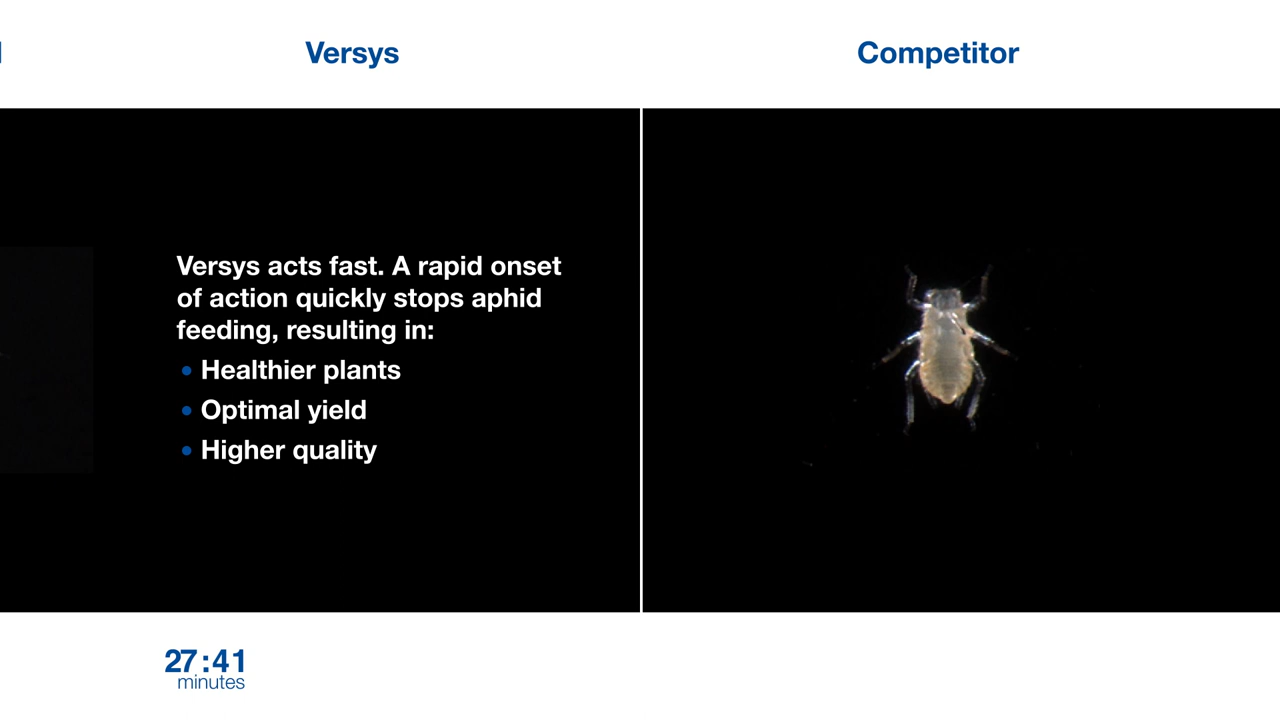 Versys
Competitor
Versys acts fast. A rapid onset
of action quickly stops aphid
feeding, resulting in:
• Healthier plants
• Optimal yield
• Higher quality
27:41
minutes